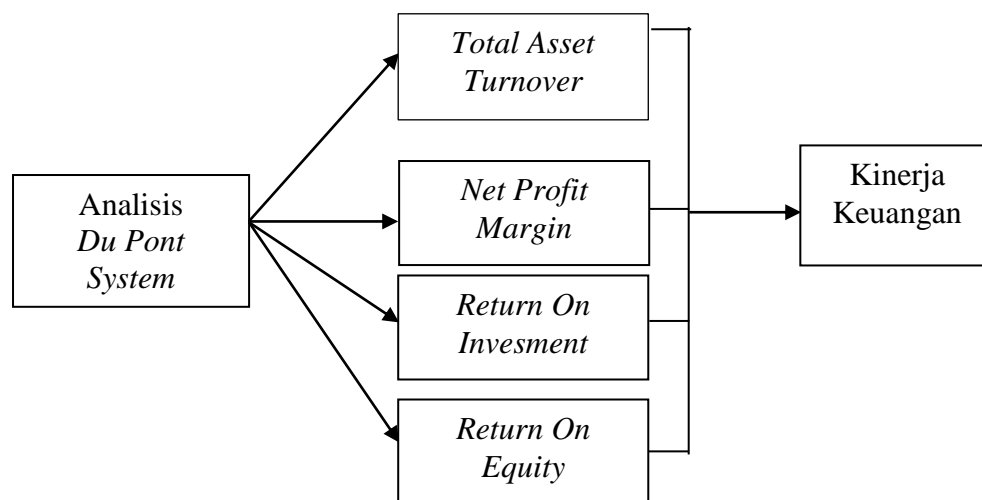 Total Asset
Turnover
Analisis
Du Pont
System
Net Profit
Margin
Return On
Invesment
Return On
Equity
Kinerja
Keuangan